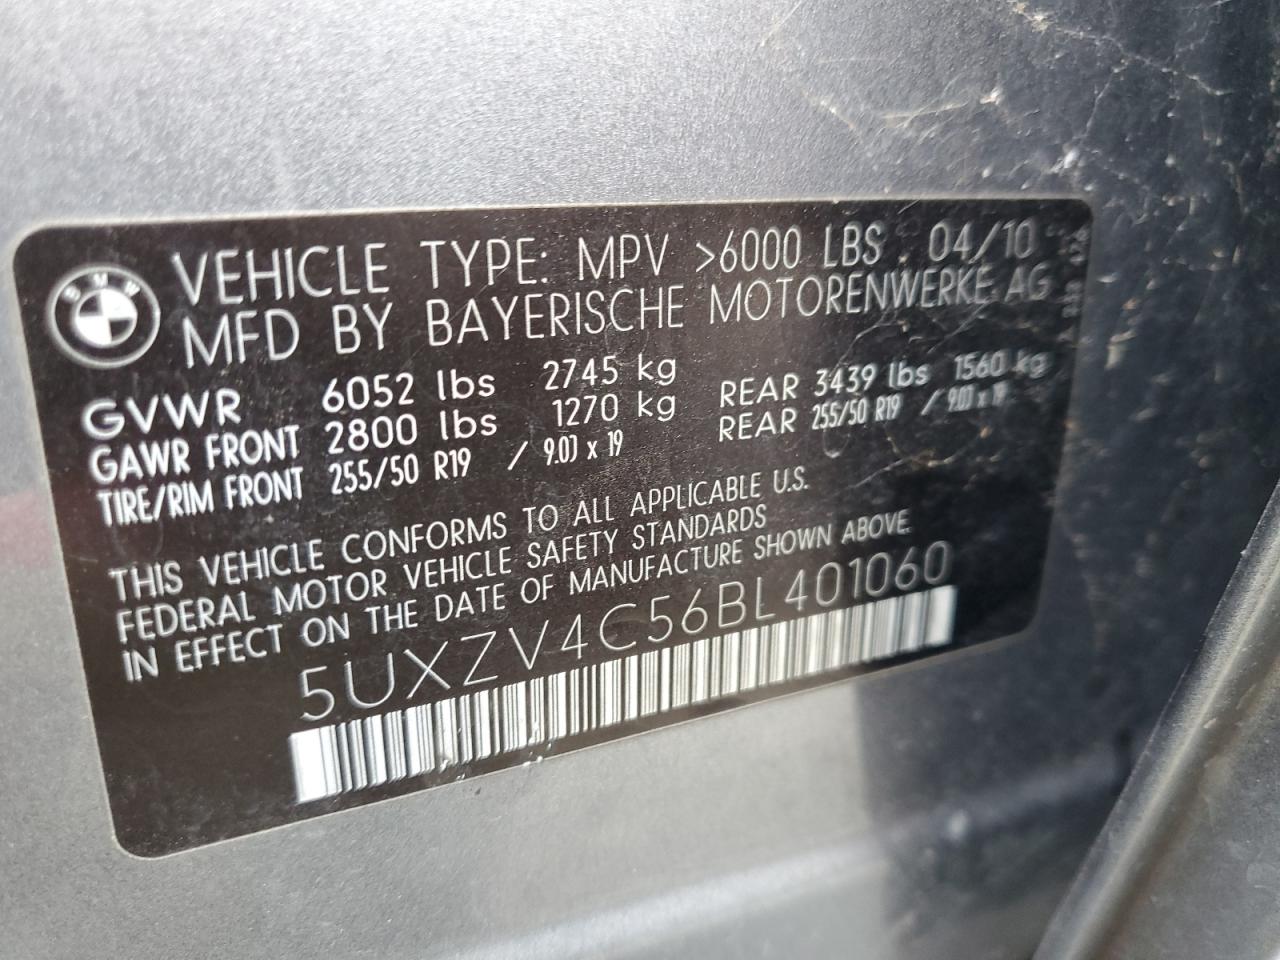 BMW
VEHICLE TYPE: MPV >6000 LBS 04/10
MFD BY BAYERISCHE MOTORENWERKE AG
GVWR 6052 lbs 2745 kg
GAWR FRONT 2800 lbs 1270 kg REAR 3439 lbs 1560 kg
TIRE/RIM FRONT 255/50 R19 / 9.0J x 19 REAR 255/50 R19 / 9.0J x 19
THIS VEHICLE CONFORMS TO ALL APPLICABLE U.S.
FEDERAL MOTOR VEHICLE SAFETY STANDARDS
IN EFFECT ON THE DATE OF MANUFACTURE SHOWN ABOVE
5UXZV4C56BL401060